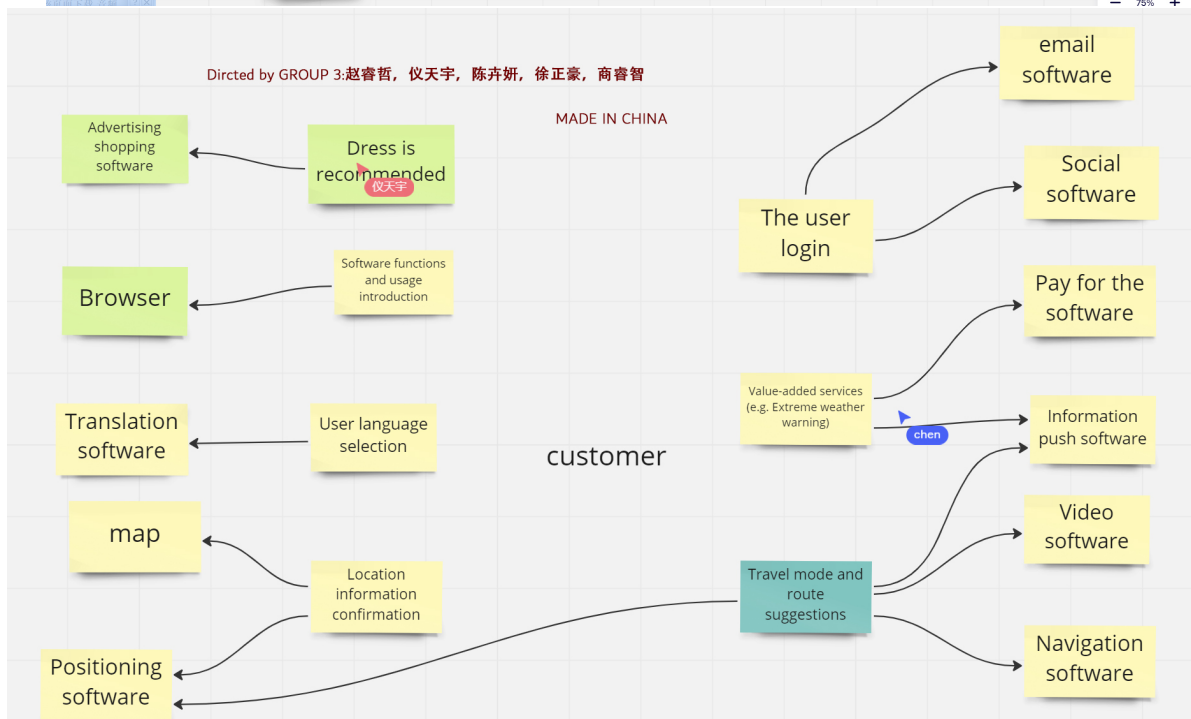 75%
Dircted by GROUP 3:赵睿哲，仪天宇，陈卉妍，徐正豪，商睿智
MADE IN CHINA
Advertising
shopping
software
Dress is
recommended
仪天宇
Browser
Software functions
and usage
introduction
Translation
software
User language
selection
map
Location
information
confirmation
Positioning
software
customer
The user
login
email
software
Social
software
Value-added services
(e.g. Extreme weather
warning)
chen
Pay for the
software
Information
push software
Travel mode and
route
suggestions
Video
software
Navigation
software